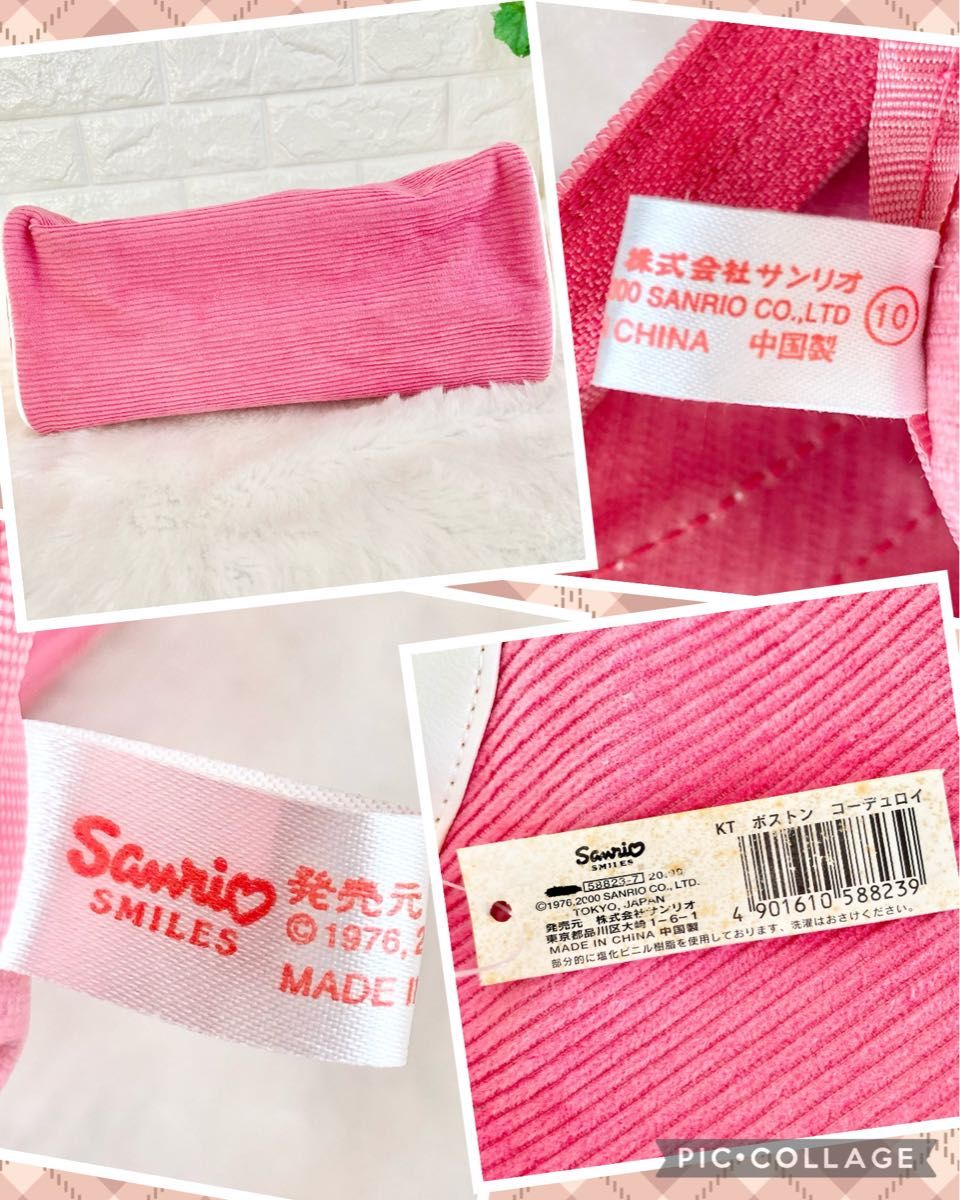 株式会社サンリオ
000 SANRIO CO.,LTD
CHINA 中国製
10
Sanrio
SMILES
発売元
©1976, 2
MADE I
KT ボストン コーデュロイ
Sanrio
SMILES
58823-7
©1976,2000 SANRIO CO., LTD.
TOKYO, JAPAN
発売元 株式会社サンリオ
東京都品川区大崎1-6-1
MADE IN CHINA 中国製
部分的に塩化ビニル樹脂を使用しております、洗濯はおさけください。
4 901610 588239
PIC•COLLAGE